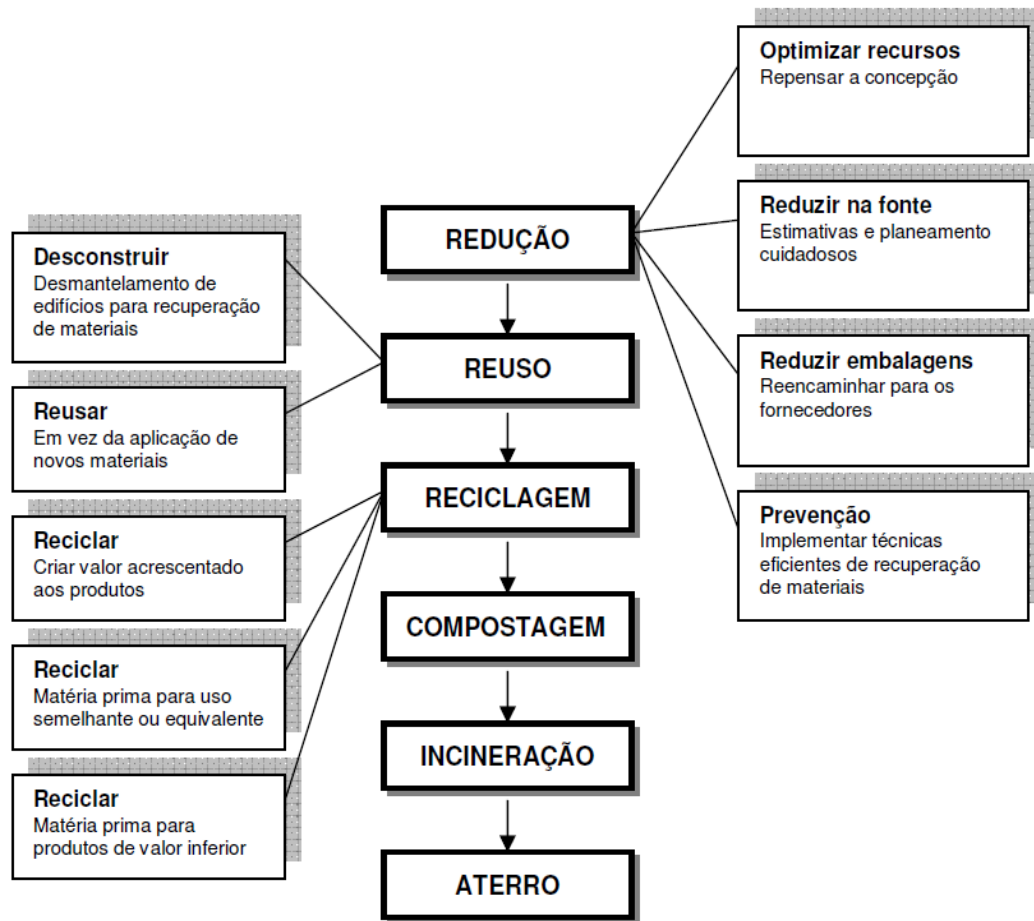 Optimizar recursos
Repensar a concepção
REDUÇÃO
Reduzir na fonte
Estimativas e planeamento
cuidadosos
Desconstruir
Desmantelamento de
edifícios para recuperação
de materiais
REUSO
Reduzir embalagens
Reencaminhar para os
fornecedores
Reusar
Em vez da aplicação de
novos materiais
RECICLAGEM
Prevenção
Implementar técnicas
eficientes de recuperação
de materiais
Reciclar
Criar valor acrescentado
aos produtos
COMPOSTAGEM
Reciclar
Matéria prima para uso
semelhante ou equivalente
INCINERAÇÃO
Reciclar
Matéria prima para
produtos de valor inferior
ATERRO